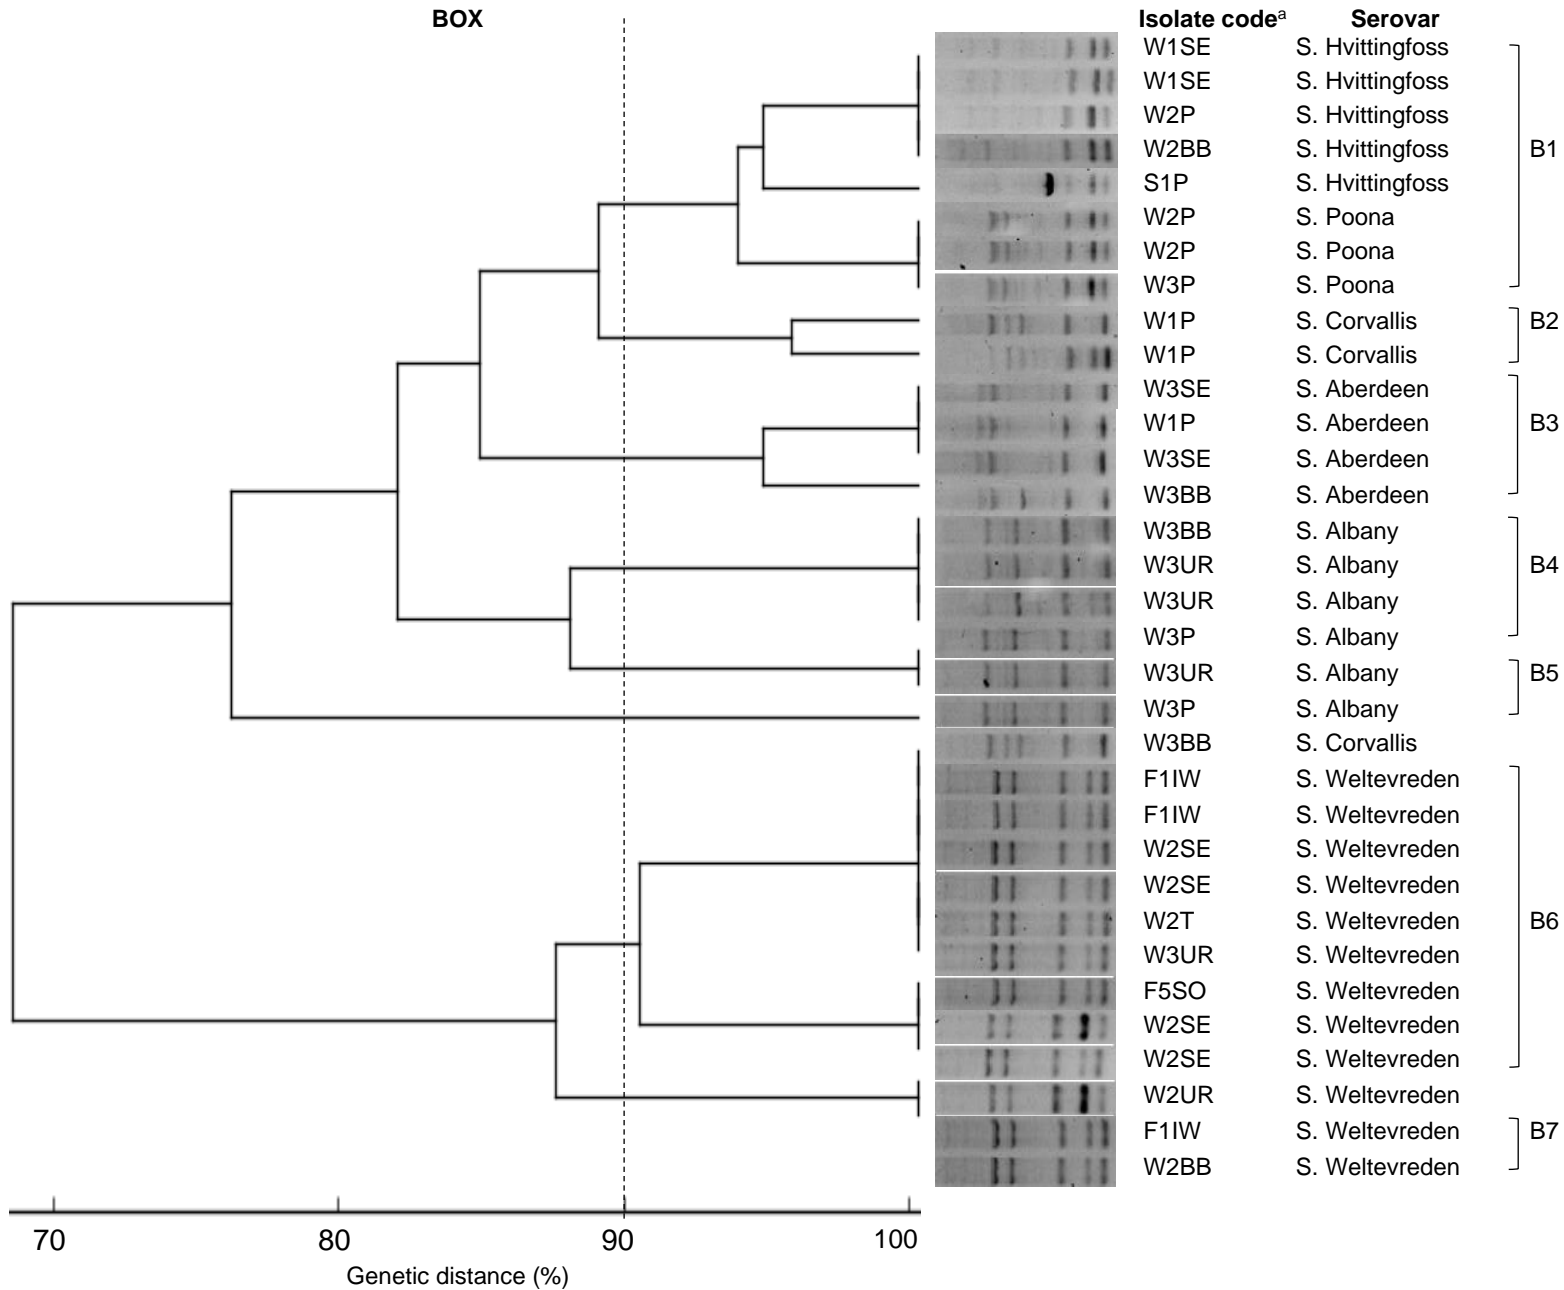 BOX Isolate codeᵃ Serovar
W1SE S. Hvittingfoss
W1SE S. Hvittingfoss
W2P S. Hvittingfoss
W2BB S. Hvittingfoss B1
S1P S. Hvittingfoss
W2P S. Poona
W2P S. Poona
W3P S. Poona
W1P S. Corvallis B2
W1P S. Corvallis
W3SE S. Aberdeen
W1P S. Aberdeen B3
W3SE S. Aberdeen
W3BB S. Aberdeen
W3BB S. Albany
W3UR S. Albany B4
W3UR S. Albany
W3P S. Albany
W3UR S. Albany B5
W3P S. Albany
W3BB S. Corvallis
F1IW S. Weltevreden
F1IW S. Weltevreden
W2SE S. Weltevreden
W2SE S. Weltevreden
W2T S. Weltevreden B6
W3UR S. Weltevreden
F5SO S. Weltevreden
W2SE S. Weltevreden
W2SE S. Weltevreden
W2UR S. Weltevreden
F1IW S. Weltevreden B7
W2BB S. Weltevreden
70 80 90 100
Genetic distance (%)